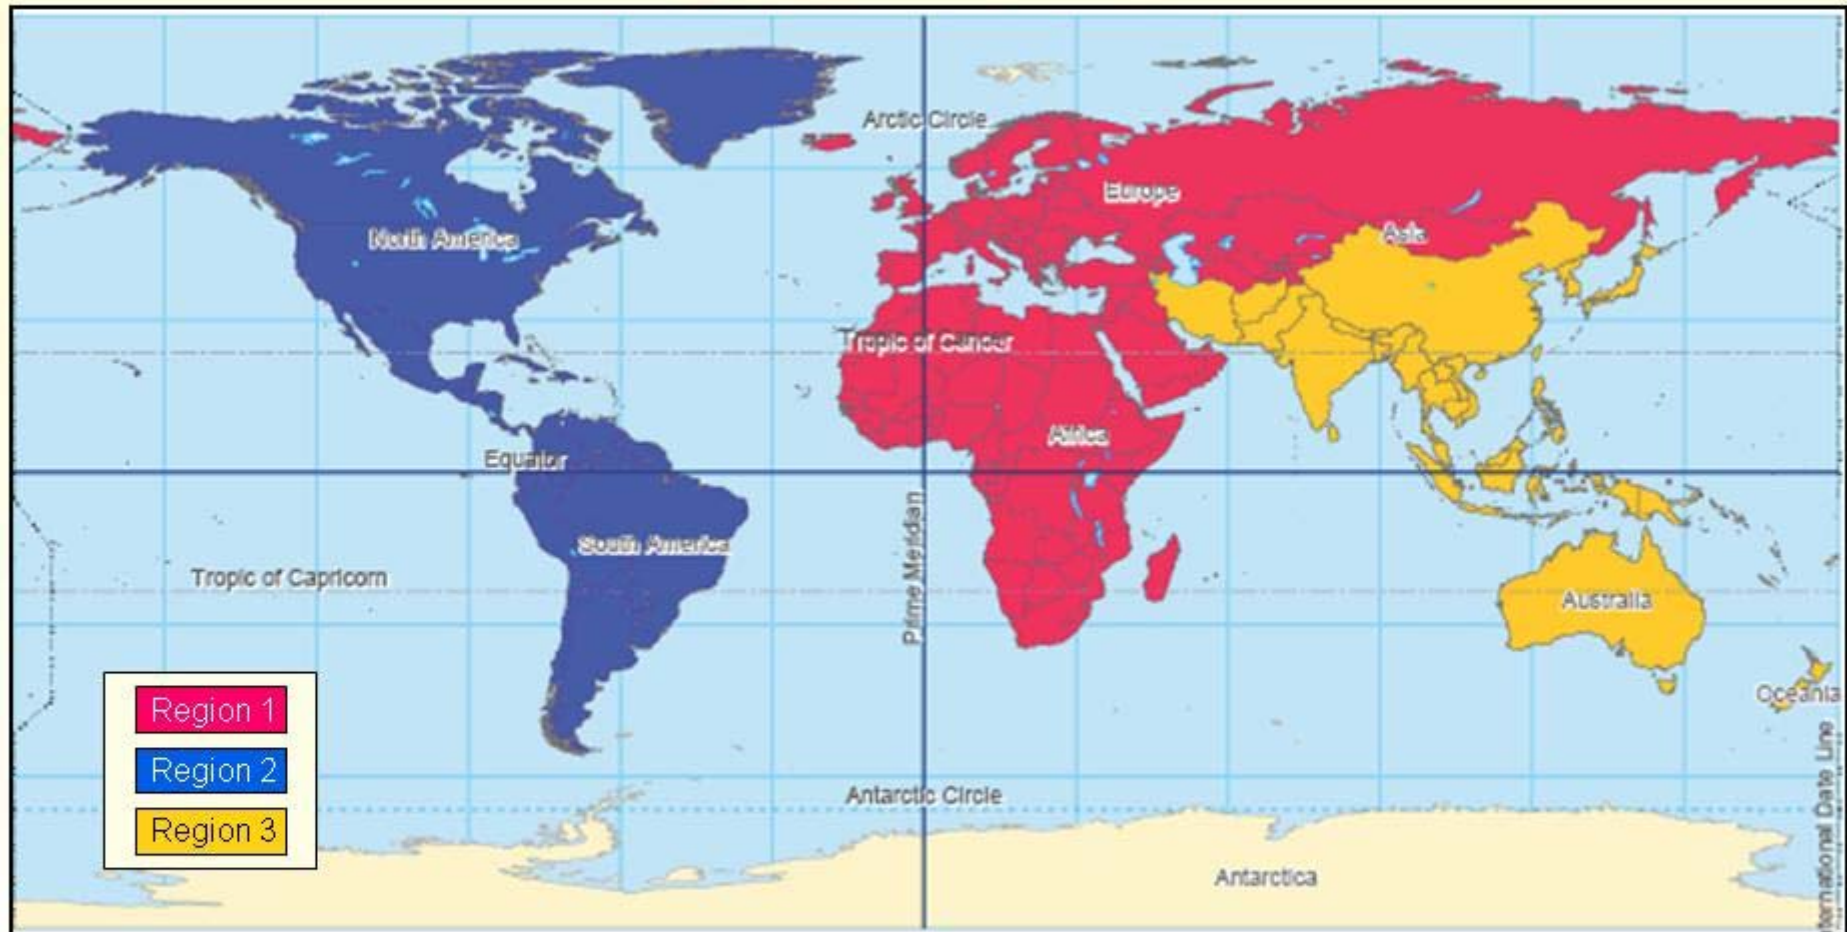 Arctic Circle
Europe
North America
Asia
Tropic of Cancer
Africa
Equator
Prime Meridian
South America
Tropic of Capricorn
Australia
Region 1
Oceania
Region 2
Antarctic Circle
Region 3
Antarctica
International Date Line